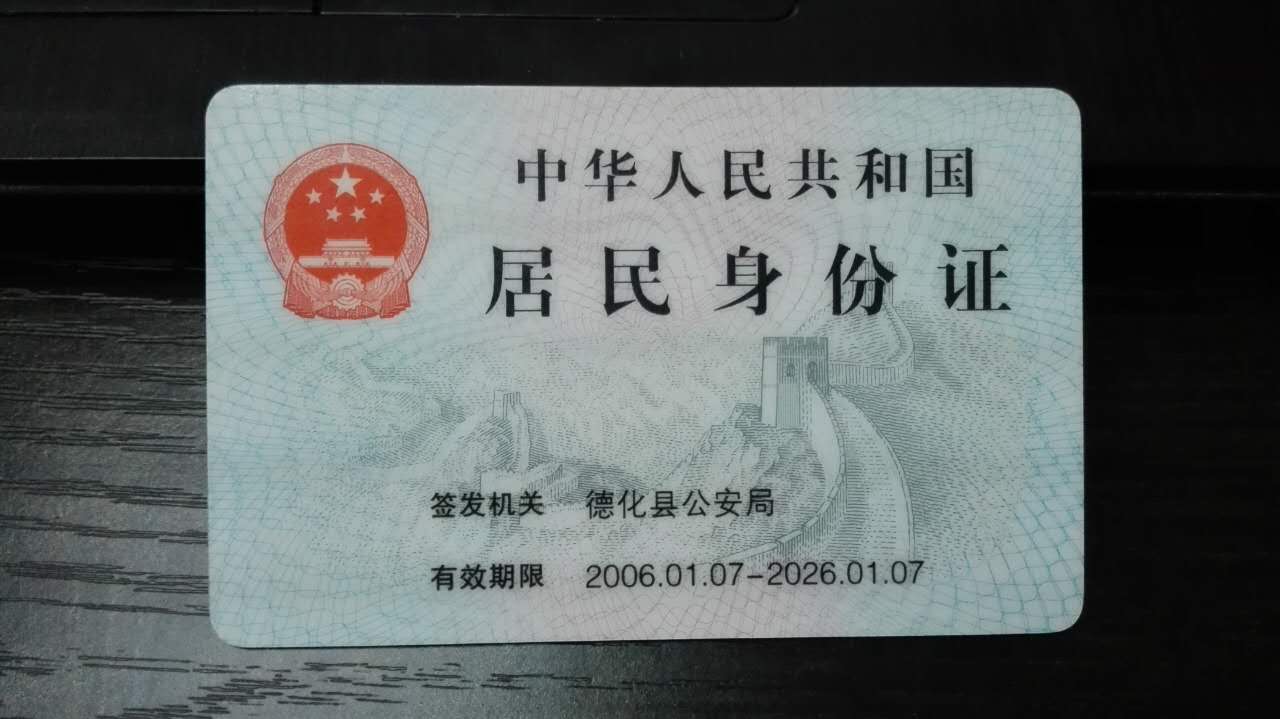 中华人民共和国
居民身份证
签发机关 德化县公安局
有效期限 2006.01.07-2026.01.07